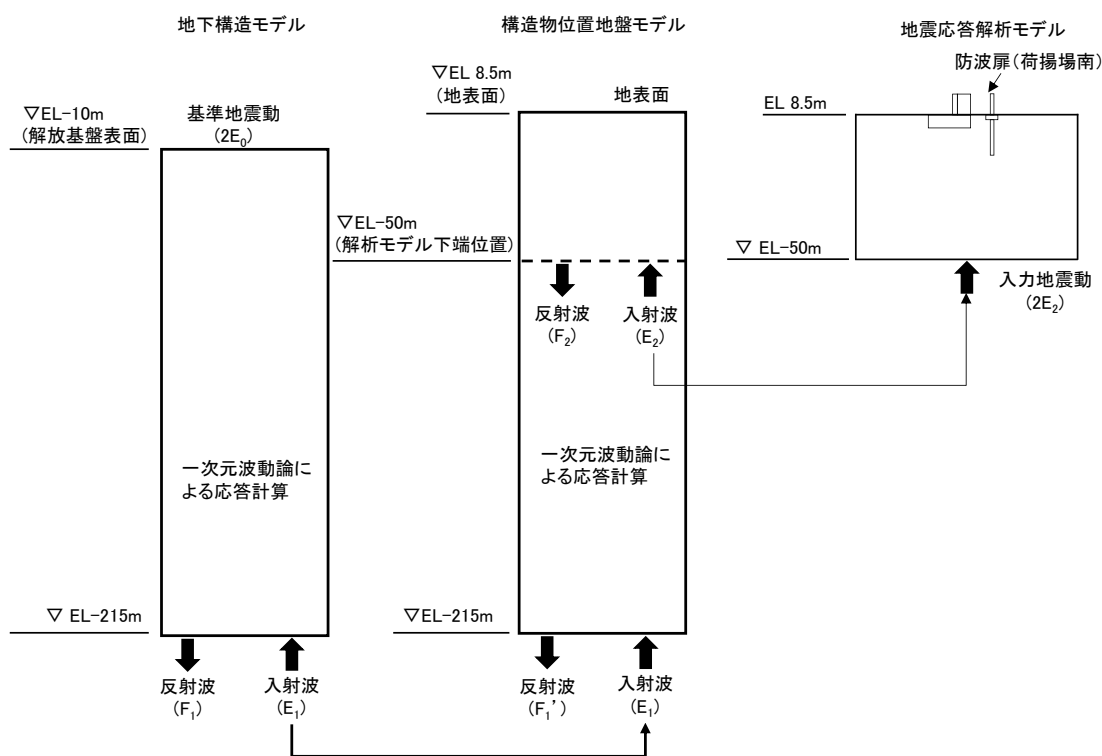 地下構造モデル
▽EL-10m
(解放基盤表面)
基準地震動
(2E₀)
一次元波動論に
よる応答計算
▽ EL-215m
反射波
(F₁)
入射波
(E₁)
構造物位置地盤モデル
▽EL 8.5m
(地表面)
地表面
▽EL-50m
(解析モデル下端位置)
反射波
(F₂)
入射波
(E₂)
一次元波動論に
よる応答計算
▽EL-215m
反射波
(F₁’)
入射波
(E₁)
地震応答解析モデル
防波扉(荷揚場南)
EL 8.5m
▽ EL-50m
入力地震動
(2E₂)